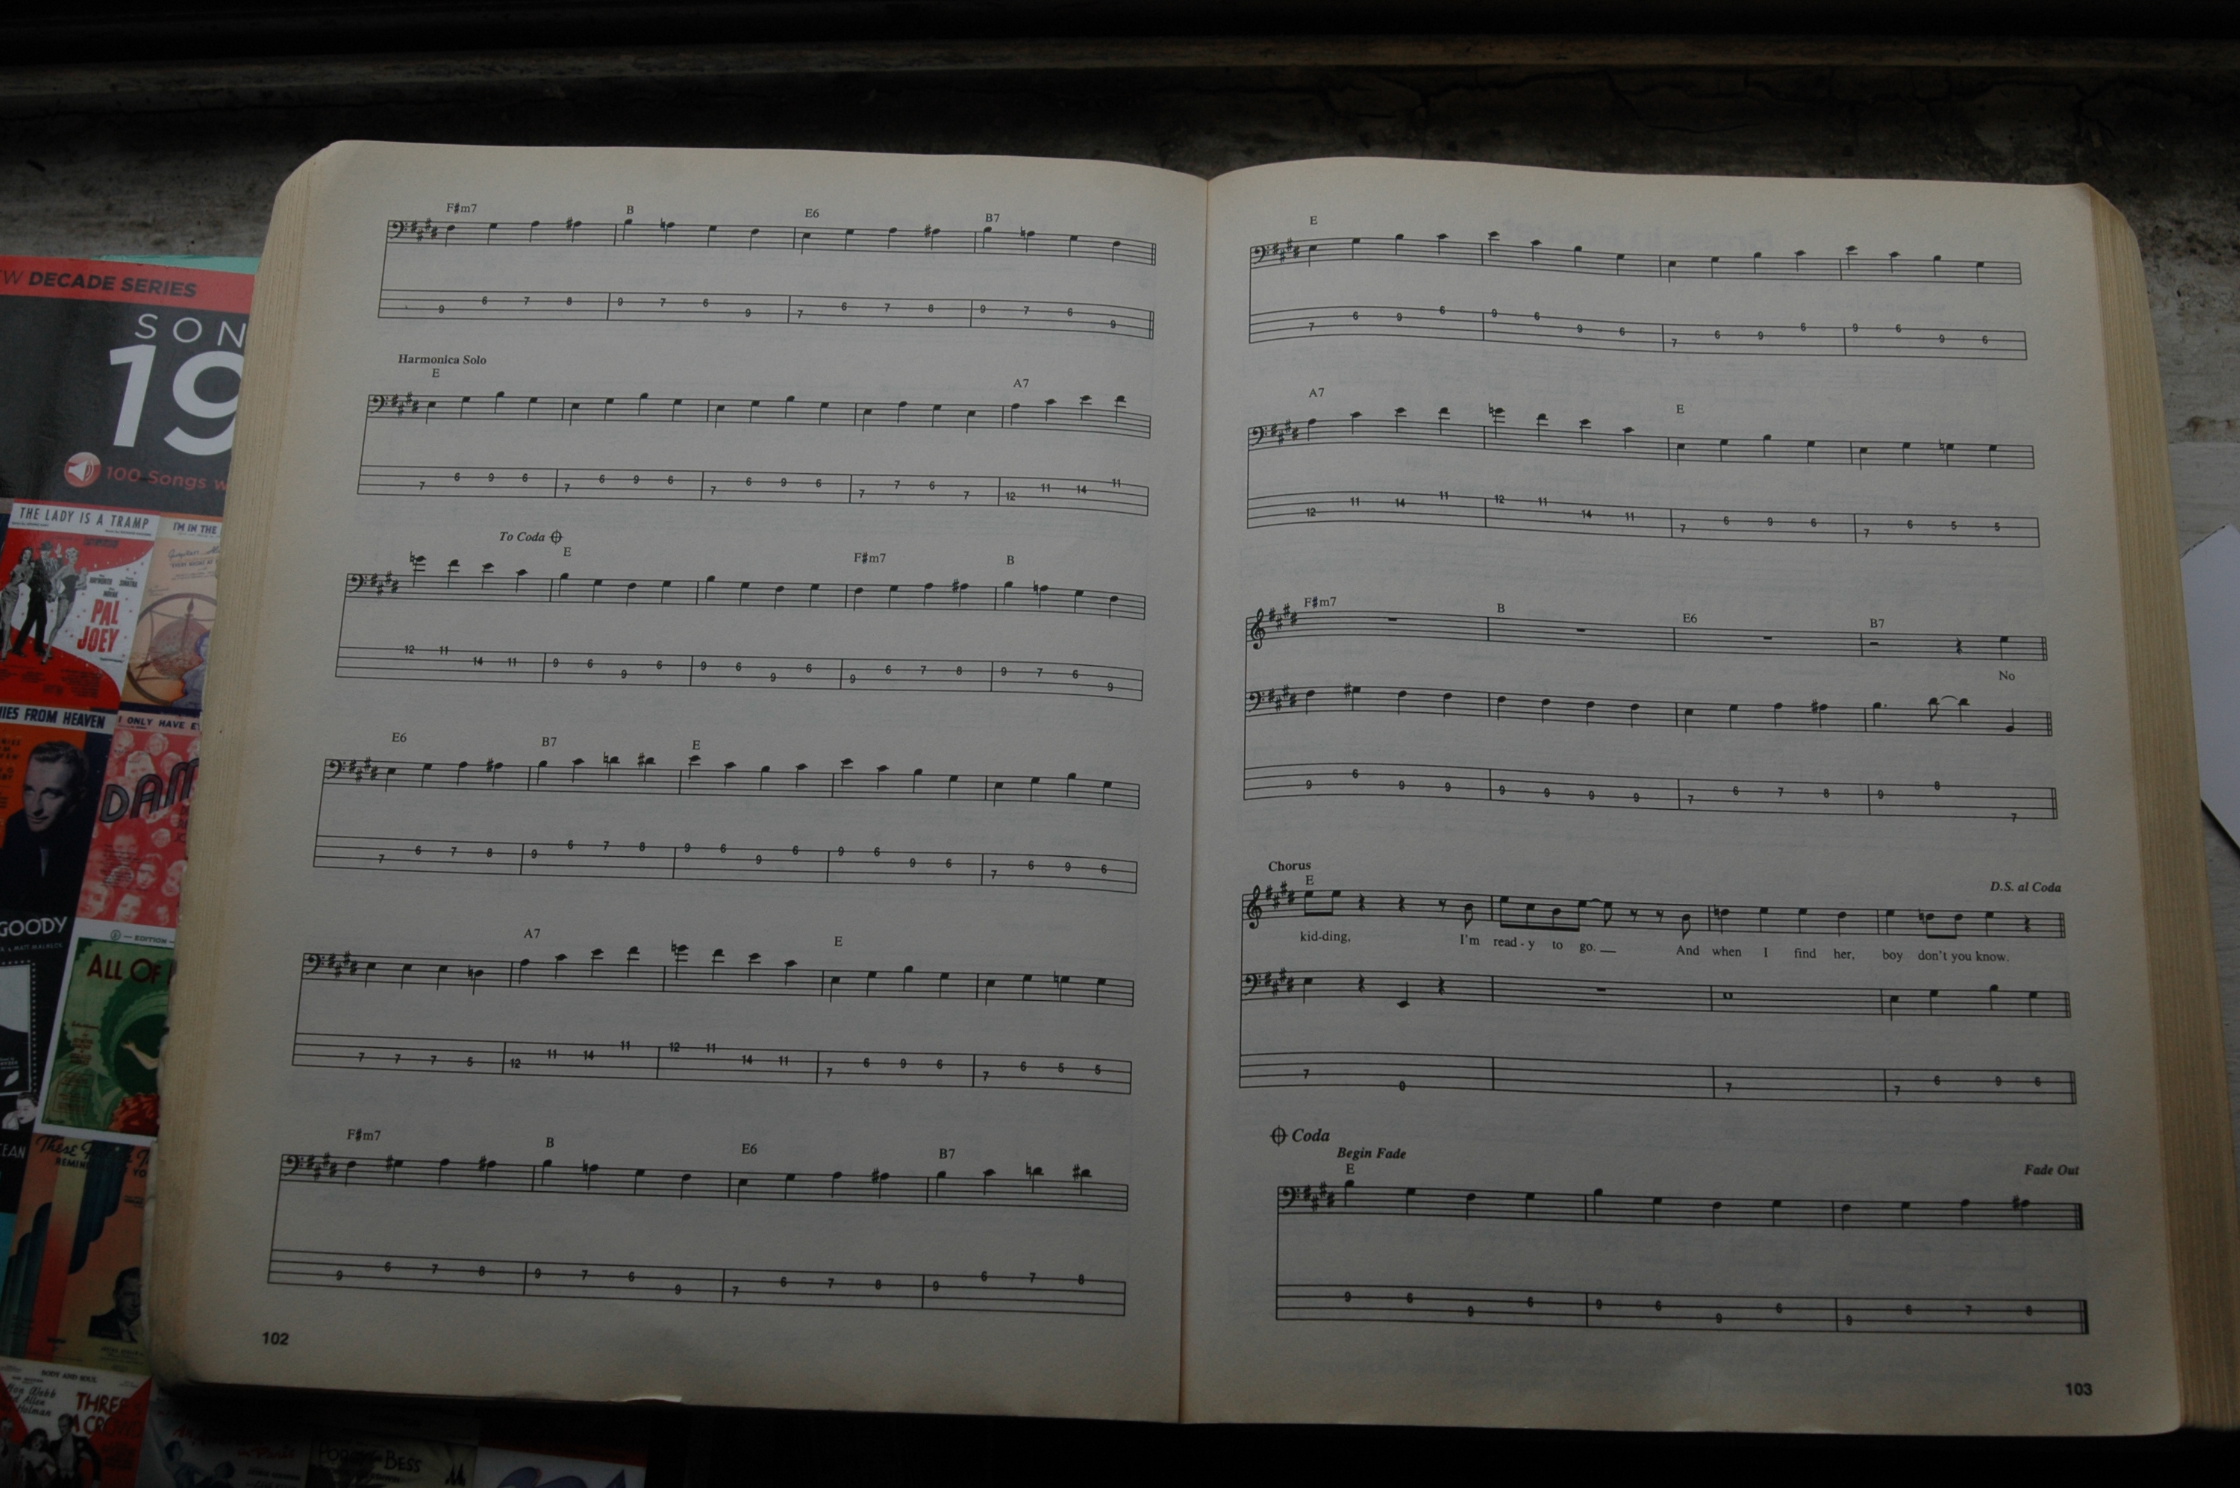 F#m7 B E6 B7
9 6 7 8 9 7 6 9 7 6 7 8 9 7 6 9
Harmonica Solo
E A7
7 6 9 6 7 6 9 6 7 6 9 6 7 7 6 7 12 11 14 11
To Coda
E F#m7 B
12 11 14 11 9 6 9 6 9 6 9 6 9 6 7 8 9 7 6 9
E6 B7 E
7 6 7 8 9 6 7 8 9 6 9 6 9 6 9 6 7 6 9 6
A7 E
7 7 7 5 12 11 14 11 12 11 14 11 7 6 9 6 7 6 5 5
F#m7 B E6 B7
9 6 7 8 9 7 6 9 7 6 7 8 9 6 7 8
102
E
7 6 9 6 9 6 9 6 7 6 9 6 9 6 9 6
A7 E
12 11 14 11 12 11 14 11 7 6 9 6 7 6 5 5
F#m7 B E6 B7
No
9 6 9 9 9 9 9 9 7 6 7 8 9 8 7
Chorus
E D.S. al Coda
kid-ding, I'm read-y to go. And when I find her, boy don't you know.
7 0 7 7 6 9 6
Coda
Begin Fade
E Fade Out
9 6 9 6 9 6 9 6 9 6 7 8
103
W DECADE SERIES
SON
19
100 Songs w
THE LADY IS A TRAMP
I'M IN THE
PAL
JOEY
IES FROM HEAVEN
I ONLY HAVE E
DAM
GOODY
EDITION
ALL OF
EAN
These
REMIN
YO
BODY AND SOUL
THREE
A CRO
BESS